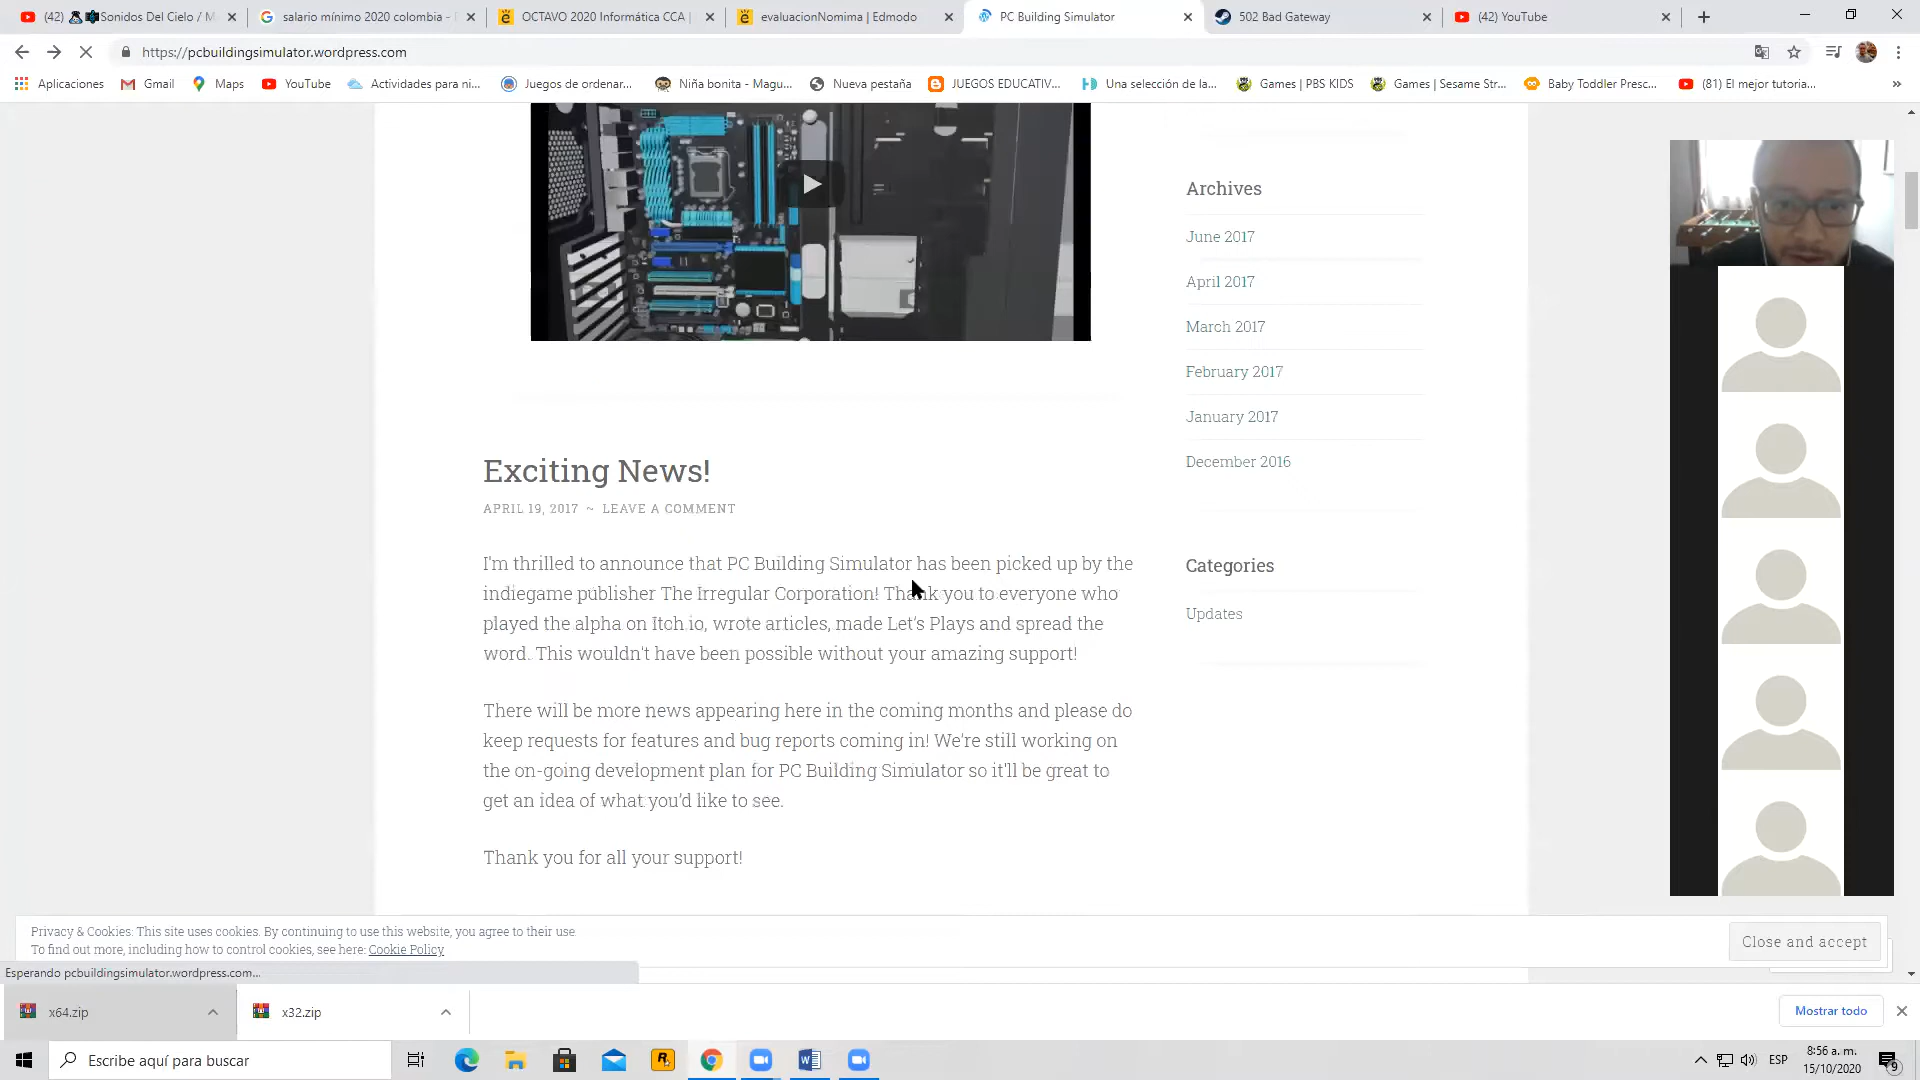 (42) Sonidos Del Cielo / M
salario mínimo 2020 colombia -
OCTAVO 2020 Informática CCA |
evaluacionNomima | Edmodo
PC Building Simulator
502 Bad Gateway
(42) YouTube
https://pcbuildingsimulator.wordpress.com
Aplicaciones
Gmail
Maps
YouTube
Actividades para ni...
Juegos de ordenar...
Niña bonita - Magu...
Nueva pestaña
JUEGOS EDUCATIV...
Una selección de la...
Games | PBS KIDS
Games | Sesame Str...
Baby Toddler Presc...
(81) El mejor tutoria...
Archives
June 2017
April 2017
March 2017
February 2017
January 2017
December 2016
Exciting News!
APRIL 19, 2017 ~ LEAVE A COMMENT
I'm thrilled to announce that PC Building Simulator has been picked up by the
indiegame publisher The Irregular Corporation! Thank you to everyone who
played the alpha on Itch.io, wrote articles, made Let's Plays and spread the
word. This wouldn't have been possible without your amazing support!
There will be more news appearing here in the coming months and please do
keep requests for features and bug reports coming in! We're still working on
the on-going development plan for PC Building Simulator so it'll be great to
get an idea of what you'd like to see.
Thank you for all your support!
Categories
Updates
Privacy & Cookies: This site uses cookies. By continuing to use this website, you agree to their use.
To find out more, including how to control cookies, see here: Cookie Policy
Close and accept
Esperando pcbuildingsimulator.wordpress.com...
x64.zip
x32.zip
Mostrar todo
Escribe aquí para buscar
ESP
8:56 a. m.
15/10/2020
9